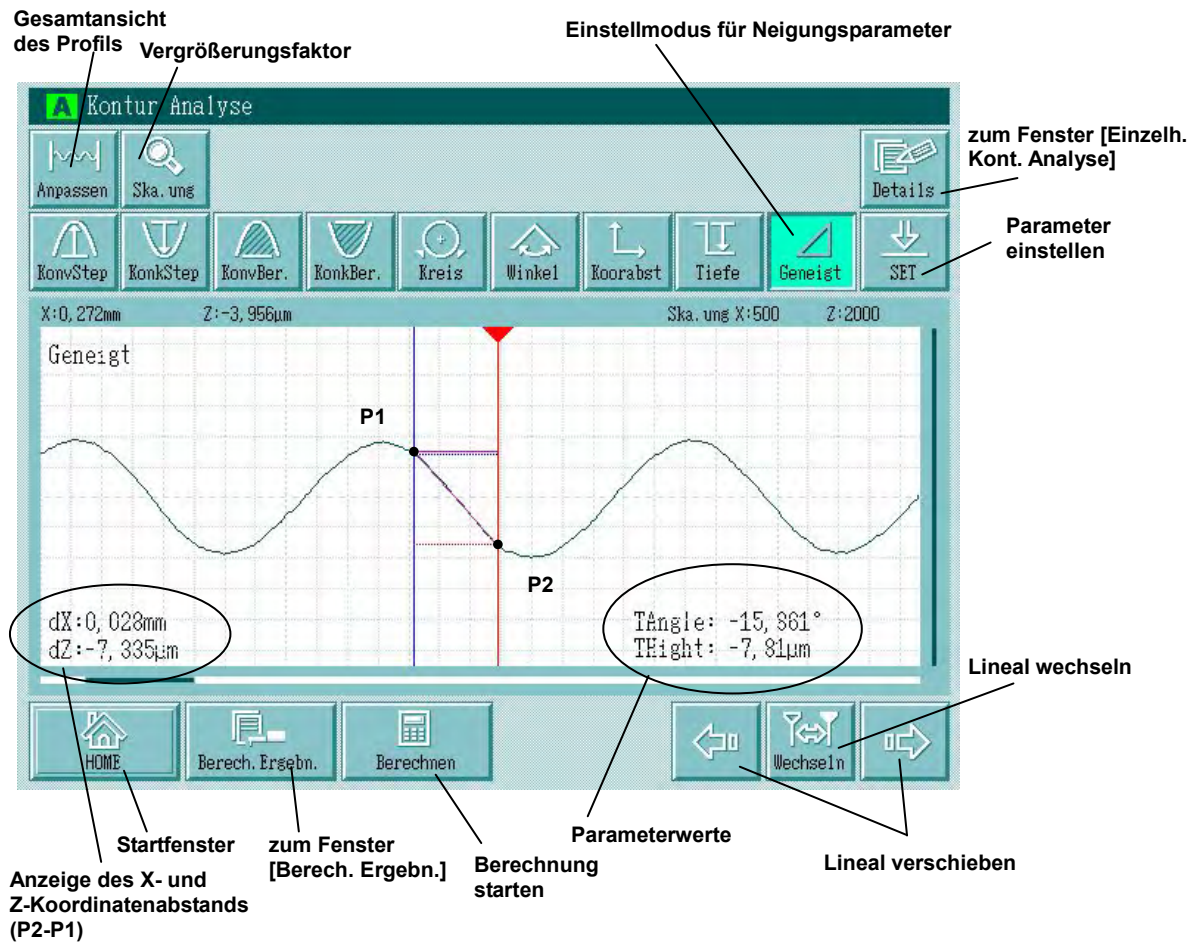 Gesamtansicht
des Profils
Vergrößerungsfaktor
Einstellmodus für Neigungsparameter
A Kontur Analyse
zum Fenster [Einzelh.
Kont. Analyse]
Anpassen
Ska.ung
Details
Parameter
einstellen
KonvStep
KonkStep
KonvBer.
KonkBer.
Kreis
Winkel
Koorabst
Tiefe
Geneigt
SET
X:0,272mm Z:-3,956µm Ska.ung X:500 Z:2000
Geneigt
P1
P2
dX:0,028mm
dZ:-7,335µm
TAngle: -15,861°
THight: -7,81µm
Lineal wechseln
HOME
Berech.Ergebn.
Berechnen
Wechseln
Startfenster
zum Fenster
[Berech. Ergebn.]
Berechnung
starten
Parameterwerte
Lineal verschieben
Anzeige des X- und
Z-Koordinatenabstands
(P2-P1)